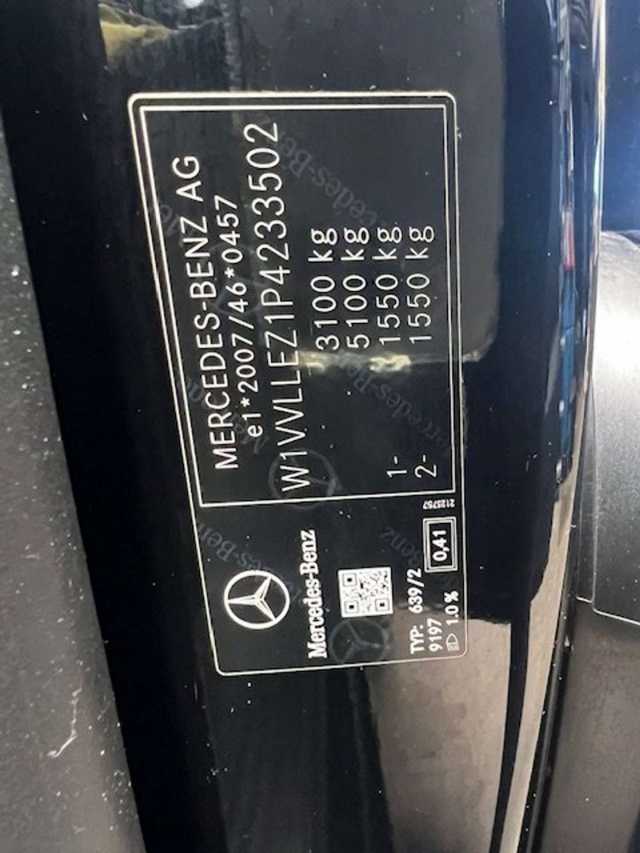 MERCEDES-BENZ AG
e1*2007/46*0457
W1VVLLEZ1P4233502
3100 kg
5100 kg
1- 1550 kg
2- 1550 kg
Mercedes-Benz
TYP: 639/2
9197
1.0 %
0,41
2123757